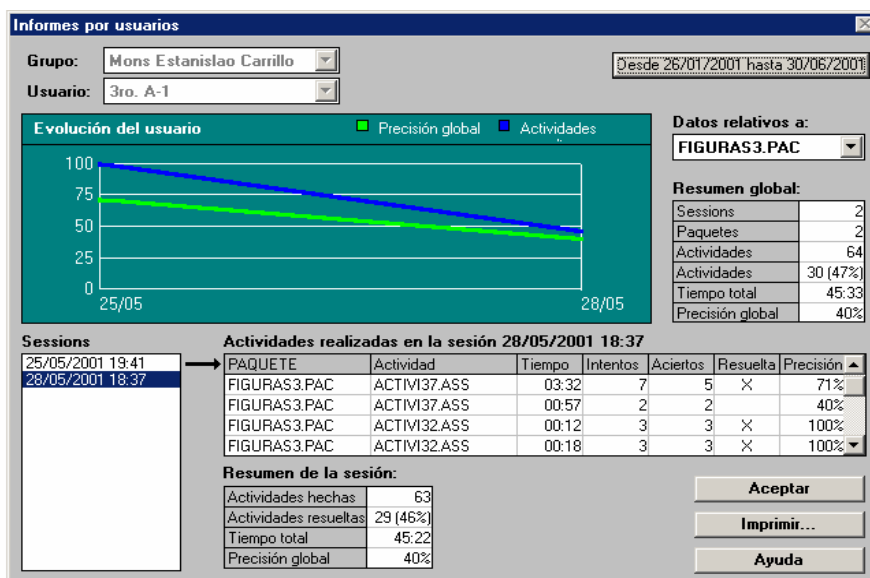 Informes por usuarios
Grupo: Mons Estanislao Carrillo
Desde 26/01/2001 hasta 30/06/2001
Usuario: 3ro. A-1
Evolución del usuario Precisión global Actividades
100
75
50
25
0
25/05 28/05
Datos relativos a:
FIGURAS3.PAC
Resumen global:
Sessions 2
Paquetes 2
Actividades 64
Actividades 30 (47%)
Tiempo total 45:33
Precisión global 40%
Sessions
25/05/2001 19:41
28/05/2001 18:37
Actividades realizadas en la sesión 28/05/2001 18:37
PAQUETE Actividad Tiempo Intentos Aciertos Resuelta Precisión
FIGURAS3.PAC ACTIVI37.ASS 03:32 7 5 X 71%
FIGURAS3.PAC ACTIVI37.ASS 00:57 2 2 40%
FIGURAS3.PAC ACTIVI32.ASS 00:12 3 3 X 100%
FIGURAS3.PAC ACTIVI32.ASS 00:18 3 3 X 100%
Resumen de la sesión:
Actividades hechas 63
Actividades resueltas 29 (46%)
Tiempo total 45:22
Precisión global 40%
Aceptar
Imprimir...
Ayuda